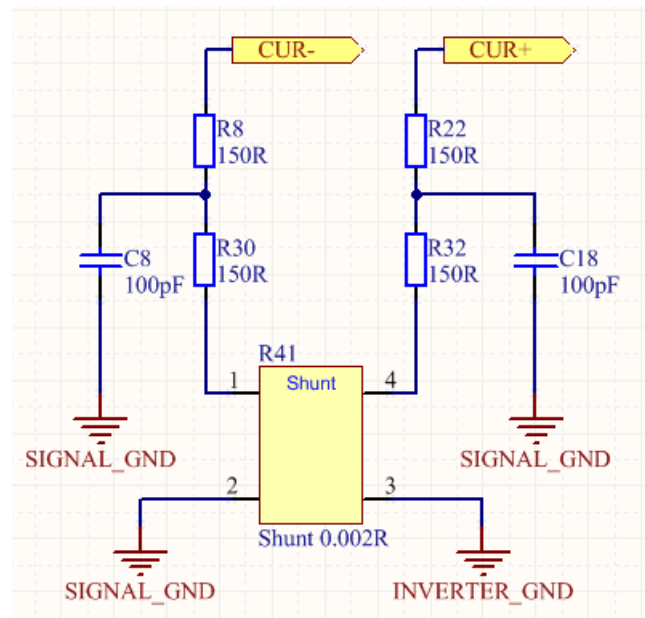 CUR-
CUR+
R8
150R
R22
150R
C8
100pF
R30
150R
R32
150R
C18
100pF
R41
1
Shunt
4
SIGNAL_GND
SIGNAL_GND
2
3
Shunt 0.002R
SIGNAL_GND
INVERTER_GND